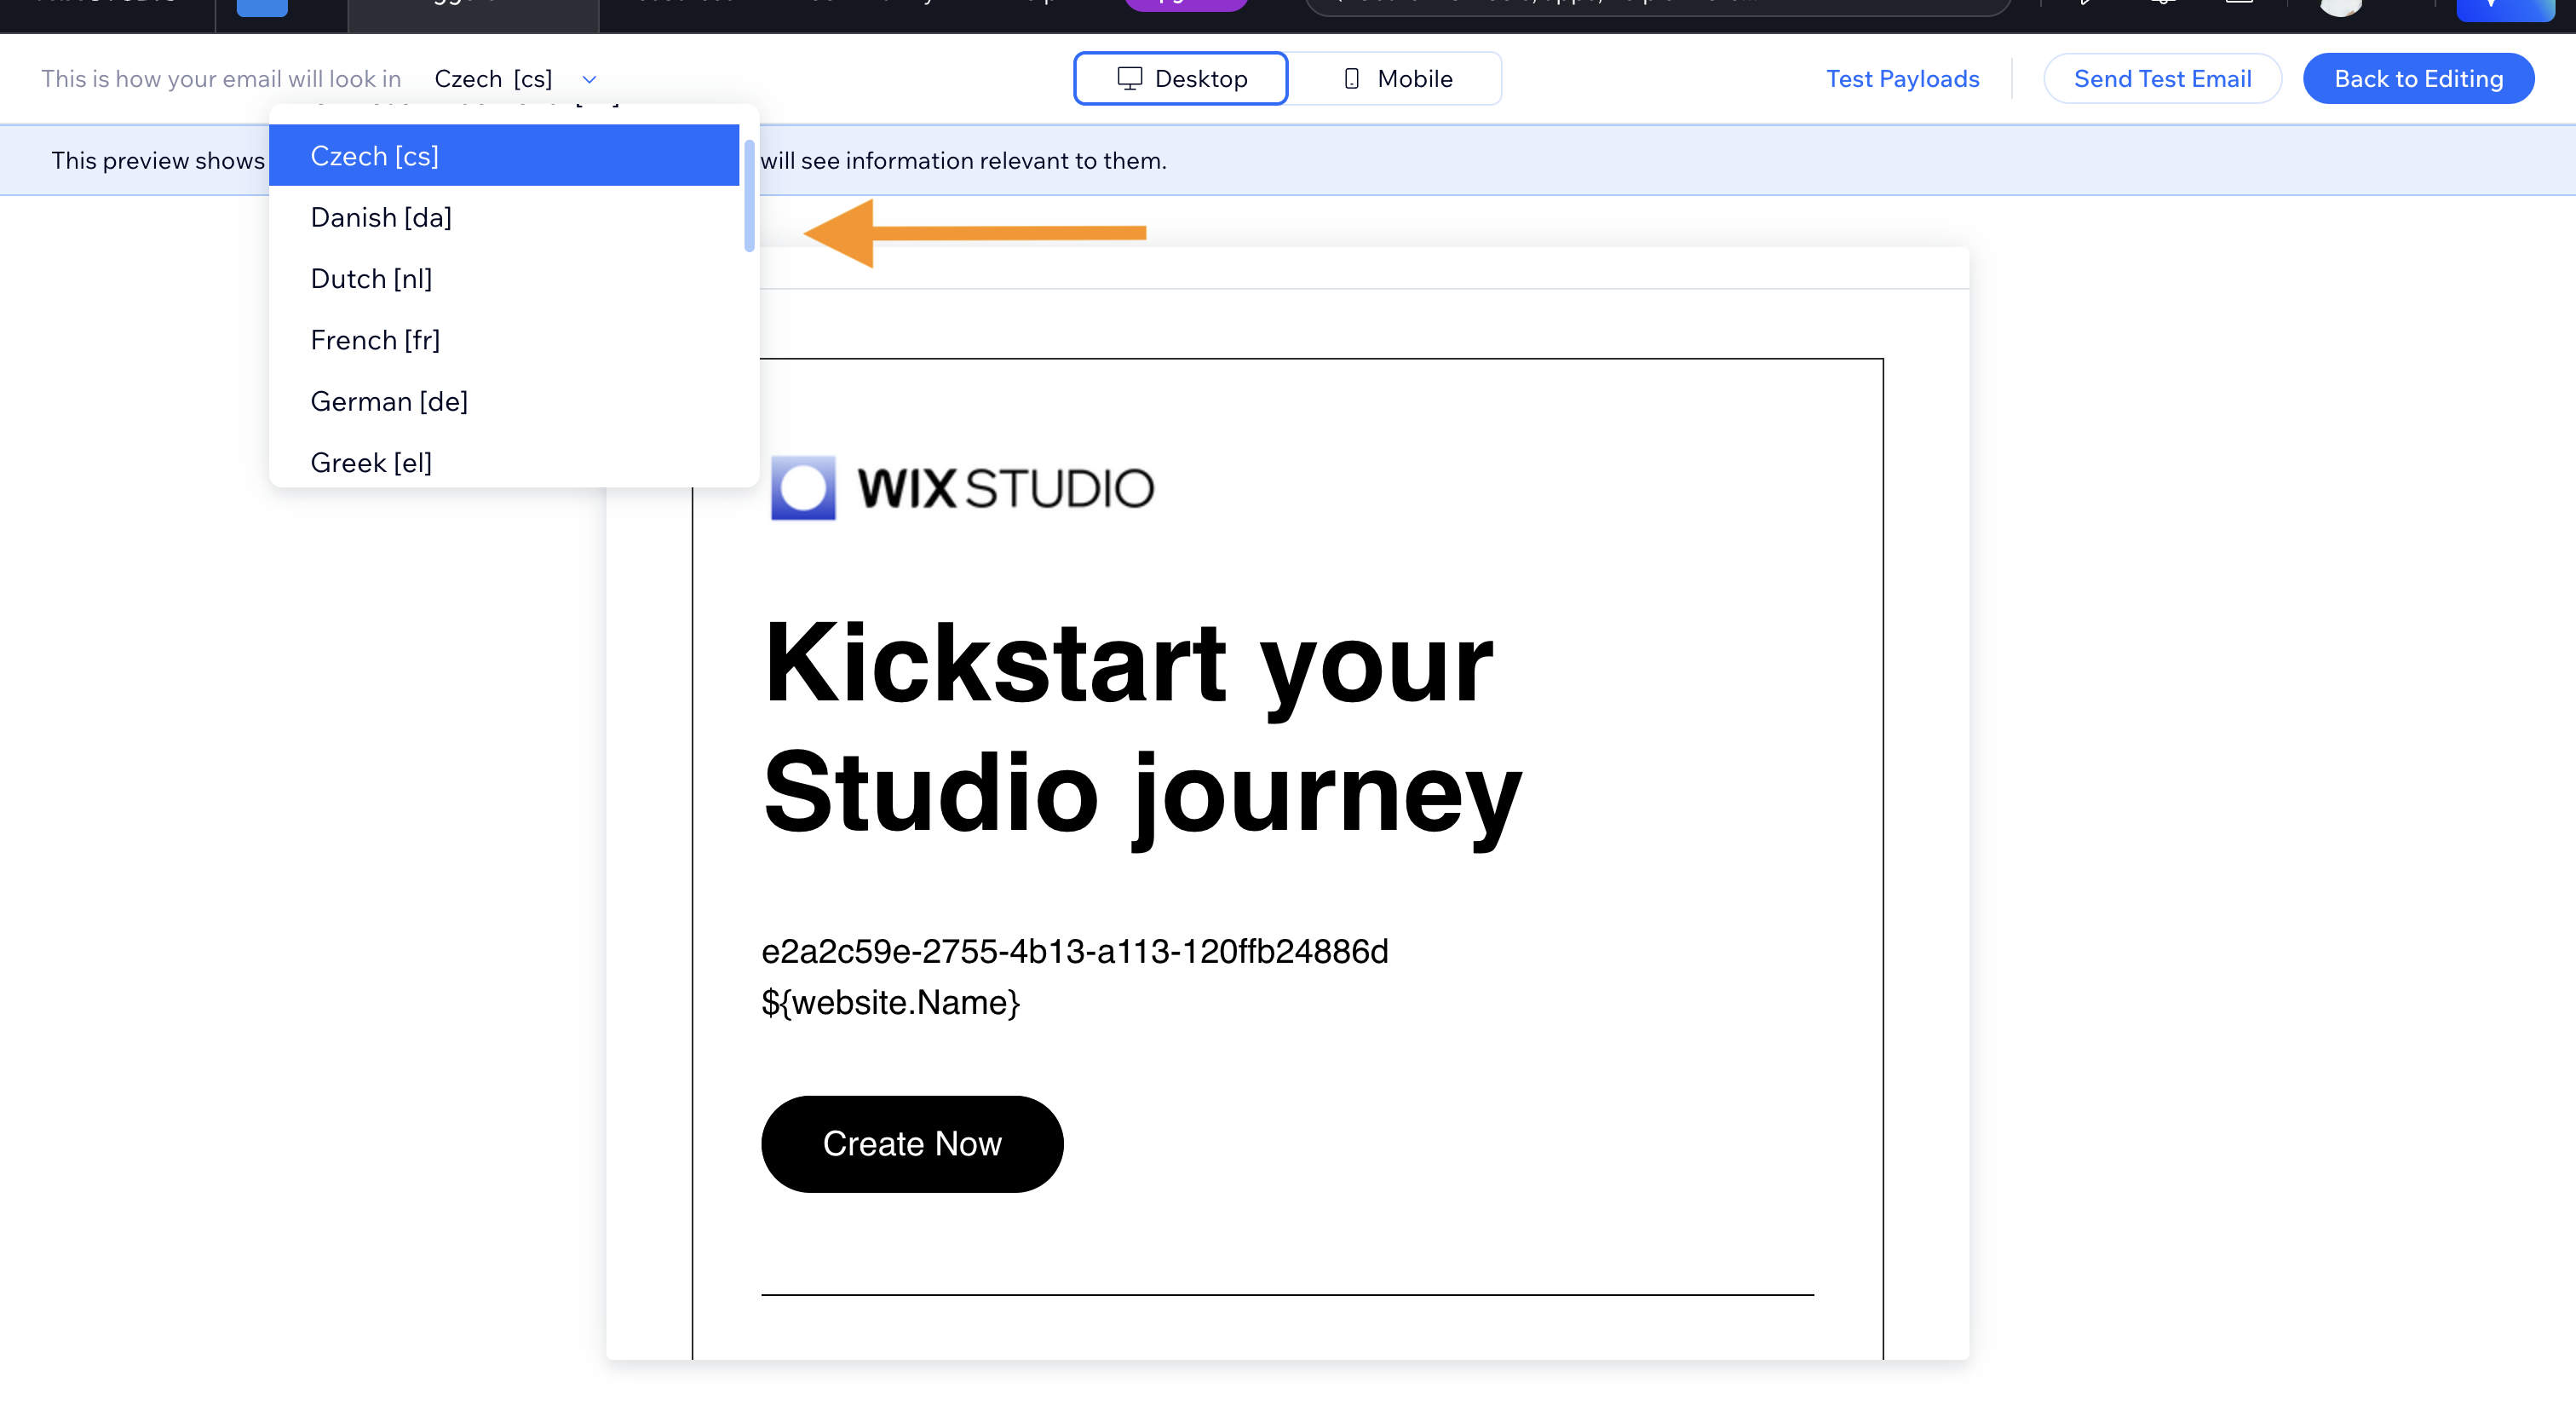 This is how your email will look in Czech [cs]
Desktop
Mobile
Test Payloads
Send Test Email
Back to Editing
This preview shows
will see information relevant to them.
Czech [cs]
Danish [da]
Dutch [nl]
French [fr]
German [de]
Greek [el]
WIX STUDIO
Kickstart your
Studio journey
e2a2c59e-2755-4b13-a113-120ffb24886d
${website.Name}
Create Now